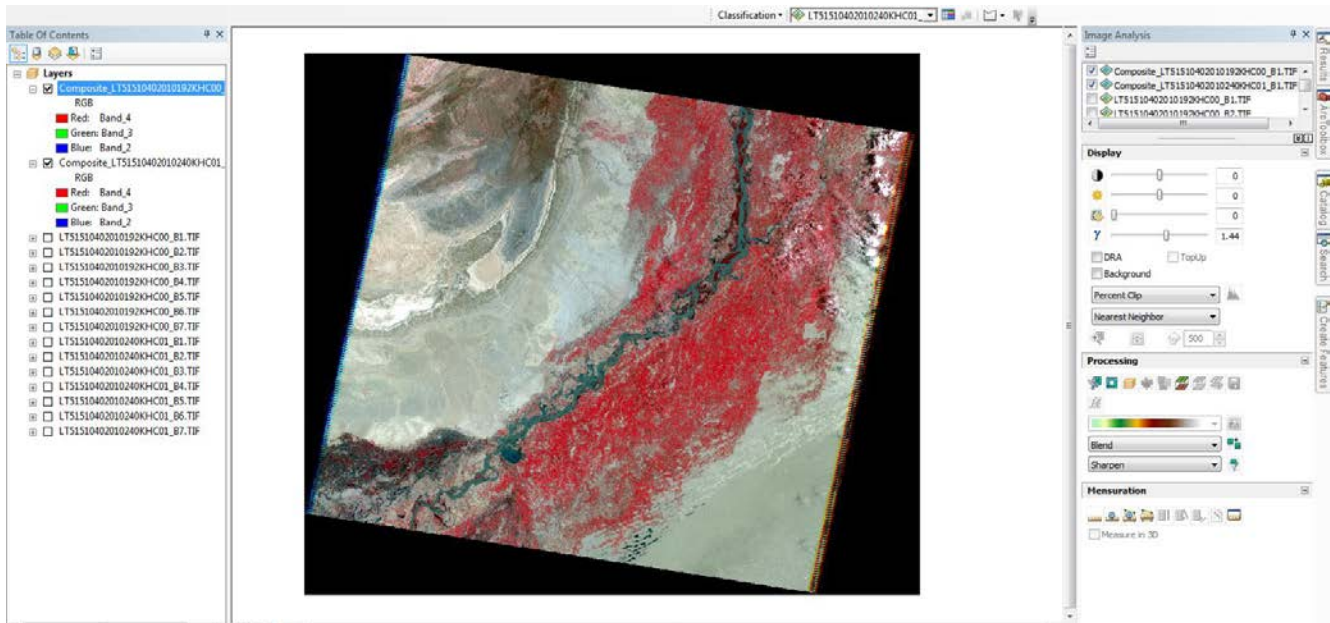 Classification
LT51510402010240KHC01_
Table Of Contents
Layers
Composite_LT51510402010192KHC00_
RGB
Red: Band_4
Green: Band_3
Blue: Band_2
Composite_LT51510402010240KHC01_
RGB
Red: Band_4
Green: Band_3
Blue: Band_2
LT51510402010192KHC00_B1.TIF
LT51510402010192KHC00_B2.TIF
LT51510402010192KHC00_B3.TIF
LT51510402010192KHC00_B4.TIF
LT51510402010192KHC00_B5.TIF
LT51510402010192KHC00_B6.TIF
LT51510402010192KHC00_B7.TIF
LT51510402010240KHC01_B1.TIF
LT51510402010240KHC01_B2.TIF
LT51510402010240KHC01_B3.TIF
LT51510402010240KHC01_B4.TIF
LT51510402010240KHC01_B5.TIF
LT51510402010240KHC01_B6.TIF
LT51510402010240KHC01_B7.TIF
Image Analysis
Composite_LT51510402010192KHC00_B1.TIF
Composite_LT51510402010240KHC01_B1.TIF
LT51510402010192KHC00_B1.TIF
LT51510402010192KHC00_B2.TIF
Display
0
0
0
γ 1.44
DRA TopUp
Background
Percent Clip
Nearest Neighbor
500
Processing
Blend
Sharpen
Mensuration
Measure in 3D
Results
ArcToolbox
Catalog
Search
Create Features